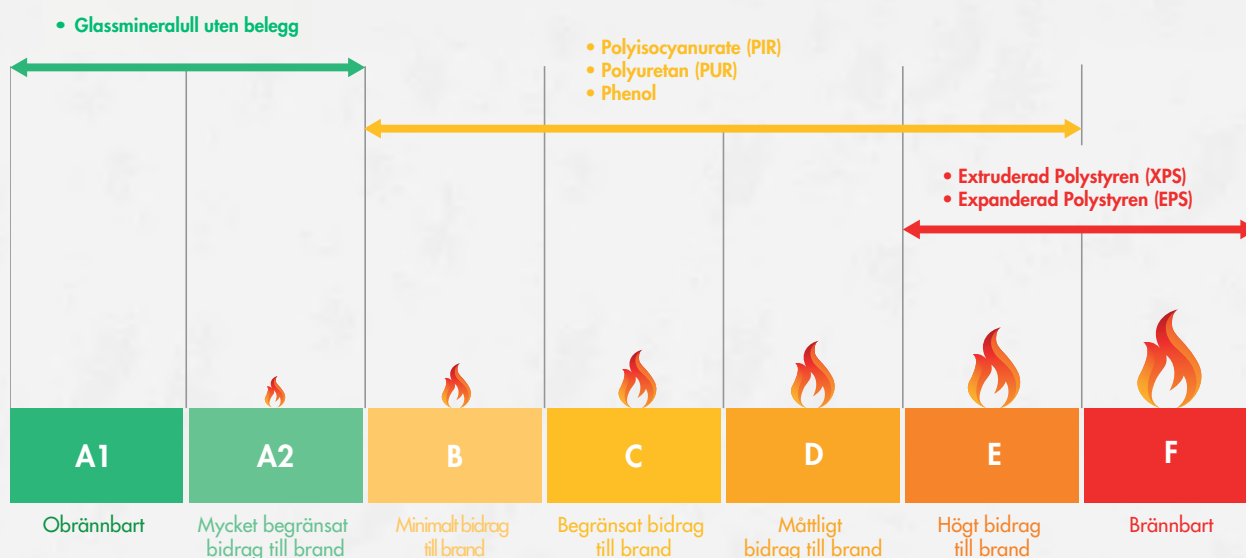 • Glassmineralull uten belegg
• Polyisocyanurate (PIR)
• Polyuretan (PUR)
• Phenol
• Extruderad Polystyren (XPS)
• Expanderad Polystyren (EPS)
A1
A2
B
C
D
E
F
Obrännbart
Mycket begränsat
bidrag till brand
Minimalt bidrag
till brand
Begränsat bidrag
till brand
Måttligt
bidrag till brand
Högt bidrag
till brand
Brännbart